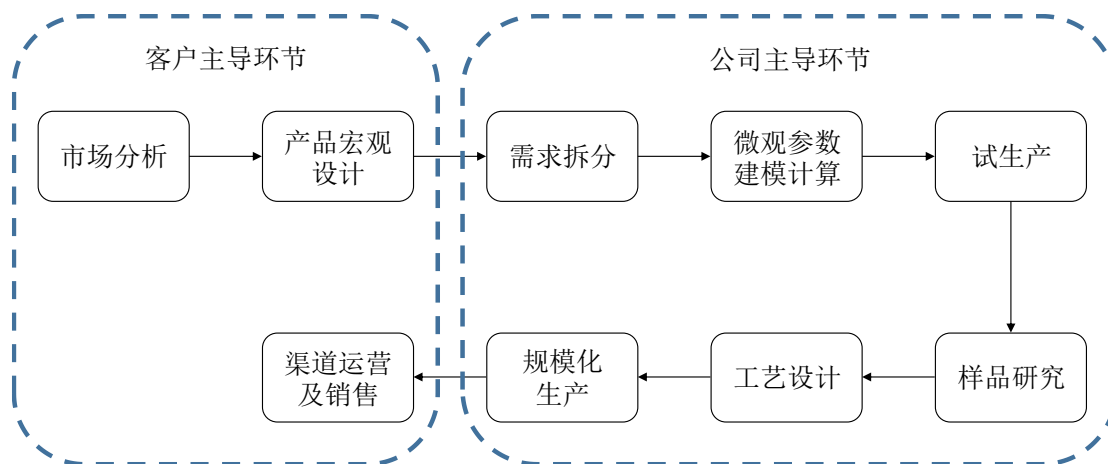 客户主导环节
公司主导环节
市场分析
产品宏观
设计
需求拆分
微观参数
建模计算
试生产
渠道运营
及销售
规模化
生产
工艺设计
样品研究